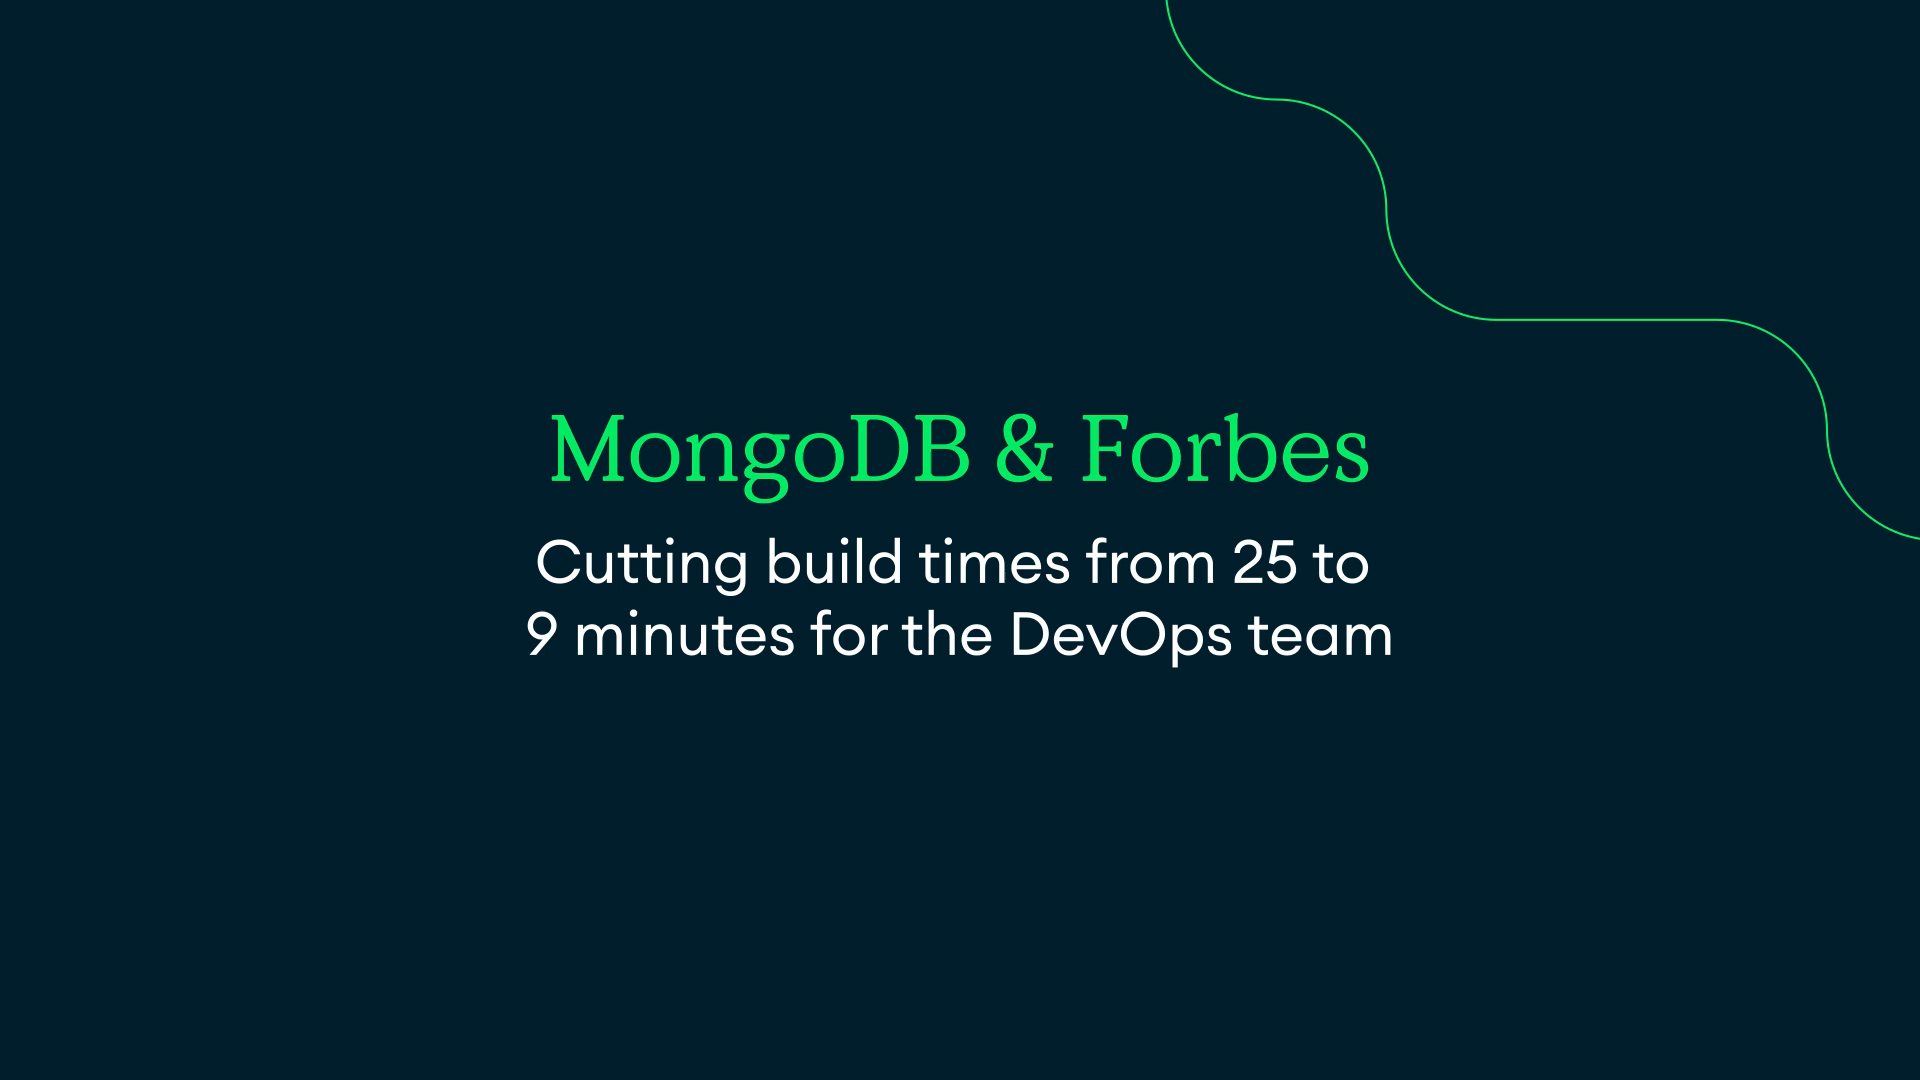 MongoDB & Forbes
Cutting build times from 25 to
9 minutes for the DevOps team